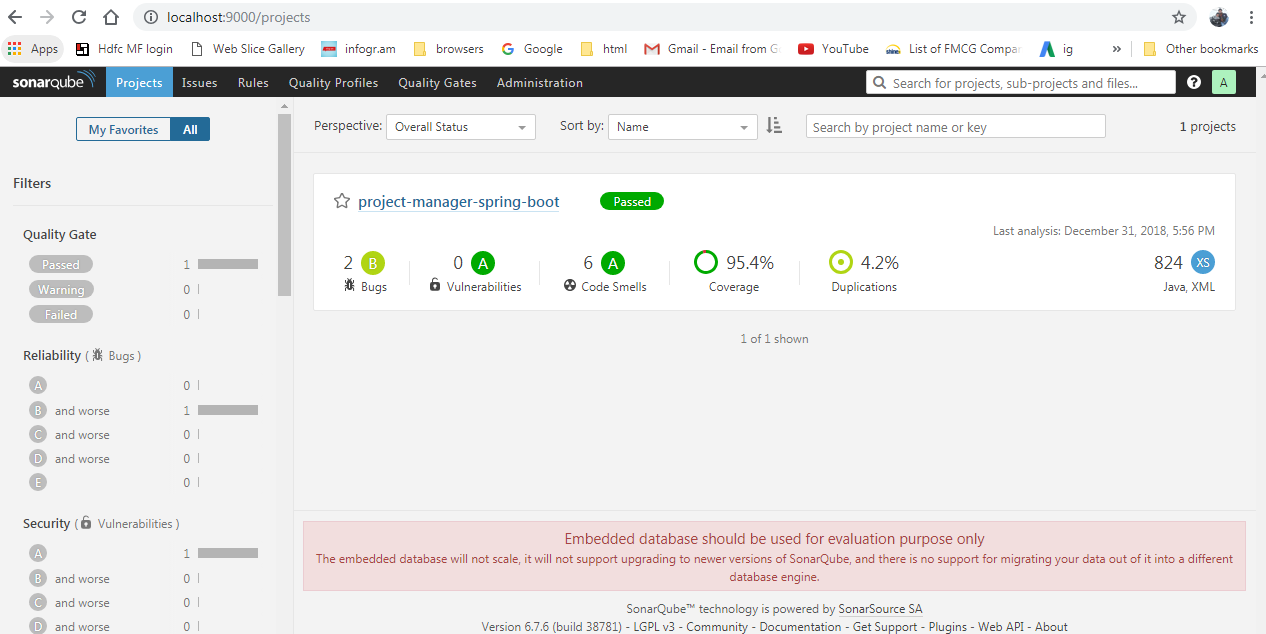 localhost:9000/projects
Apps Hdfc MF login Web Slice Gallery infogr.am browsers Google html Gmail - Email from G YouTube List of FMCG Compar ig » Other bookmarks
sonarqube Projects Issues Rules Quality Profiles Quality Gates Administration Search for projects, sub-projects and files... ? A
My Favorites All
Perspective: Overall Status Sort by: Name Search by project name or key 1 projects
Filters
Quality Gate
Passed 1
Warning 0
Failed 0
Reliability ( Bugs )
A 0
B and worse 1
C and worse 0
D and worse 0
E 0
Security ( Vulnerabilities )
A 1
B and worse 0
C and worse 0
D and worse 0
project-manager-spring-boot Passed
Last analysis: December 31, 2018, 5:56 PM
2 B 0 A 6 A 95.4% 4.2% 824 XS
Bugs Vulnerabilities Code Smells Coverage Duplications Java, XML
1 of 1 shown
Embedded database should be used for evaluation purpose only
The embedded database will not scale, it will not support upgrading to newer versions of SonarQube, and there is no support for migrating your data out of it into a different
database engine.
SonarQube™ technology is powered by SonarSource SA
Version 6.7.6 (build 38781) - LGPL v3 - Community - Documentation - Get Support - Plugins - Web API - About